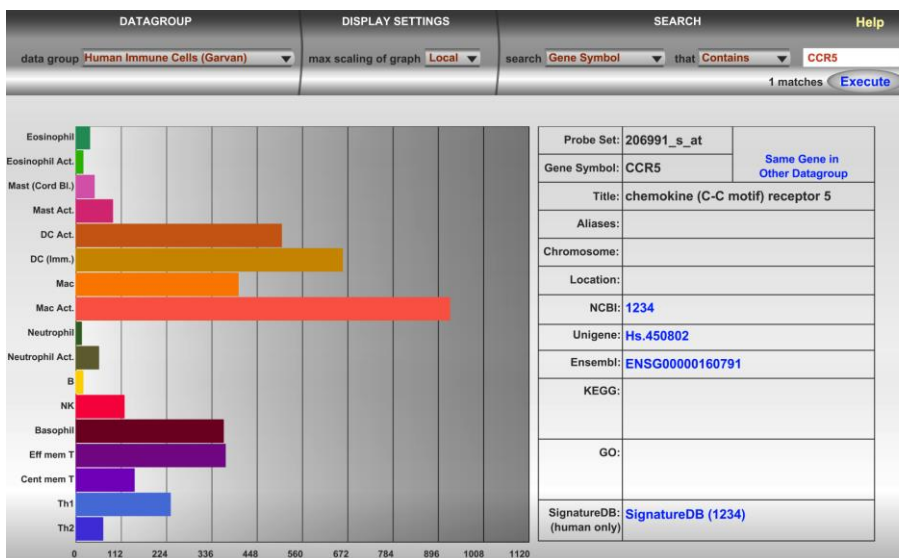 DATAGROUP
DISPLAY SETTINGS
SEARCH
Help
data group Human Immune Cells (Garvan)
max scaling of graph Local
search Gene Symbol that Contains CCR5
1 matches Execute
Eosinophil
Eosinophil Act.
Mast (Cord Bl.)
Mast Act.
DC Act.
DC (Imm.)
Mac
Mac Act.
Neutrophil
Neutrophil Act.
B
NK
Basophil
Eff mem T
Cent mem T
Th1
Th2
0 112 224 336 448 560 672 784 896 1008 1120
Probe Set: 206991_s_at
Gene Symbol: CCR5
Same Gene in
Other Datagroup
Title: chemokine (C-C motif) receptor 5
Aliases:
Chromosome:
Location:
NCBI: 1234
Unigene: Hs.450802
Ensembl: ENSG00000160791
KEGG:
GO:
SignatureDB: SignatureDB (1234)
(human only)